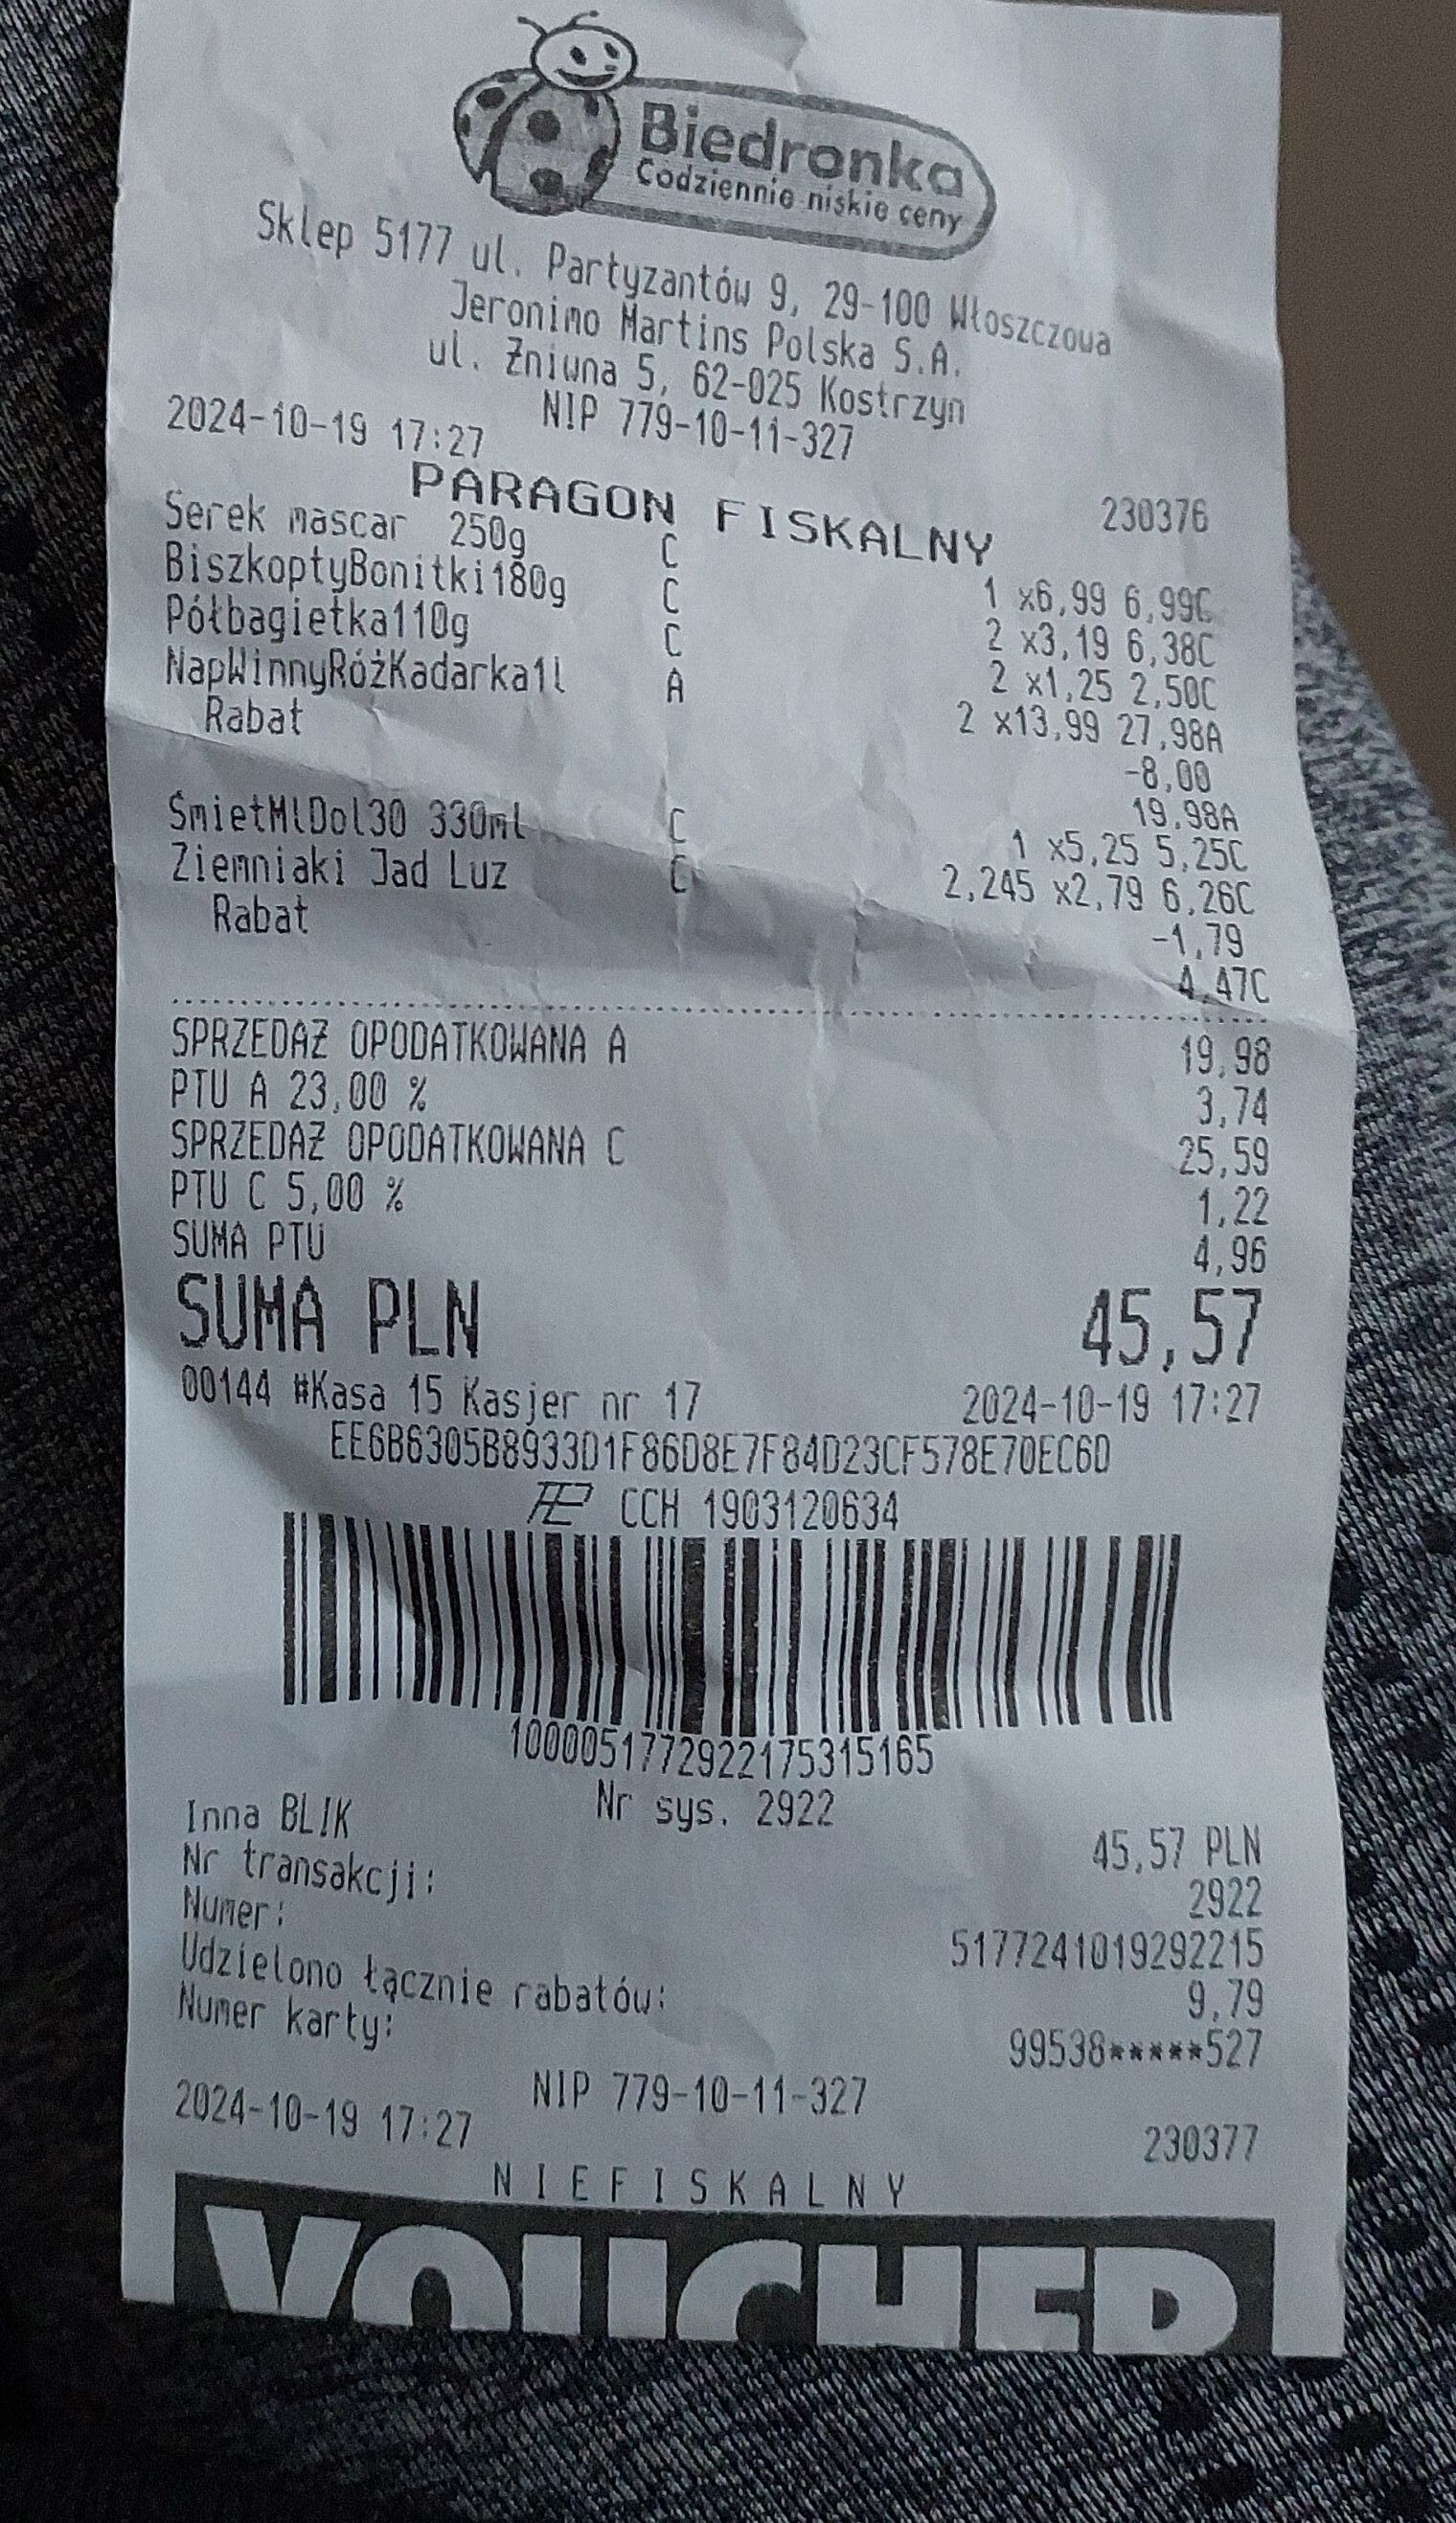 Biedronka
Codziennie niskie ceny
Sklep 5177 ul. Partyzantów 9, 29-100 Włoszczowa
Jeronimo Martins Polska S.A.
ul. Żniwna 5, 62-025 Kostrzyn
NIP 779-10-11-327
2024-10-19 17:27 230376
PARAGON FISKALNY
Serek mascar 250g C 1 x6,99 6,99C
BiszkoptyBonitki180g C 2 x3,19 6,38C
Półbagietka110g C 2 x1,25 2,50C
NapWinnyRóżKadarka1l A 2 x13,99 27,98A
Rabat -8,00
19,98A
ŚmietMlDol30 330ml C 1 x5,25 5,25C
Ziemniaki Jad Luz C 2,245 x2,79 6,26C
Rabat -1,79
4,47C
SPRZEDAŻ OPODATKOWANA A 19,98
PTU A 23,00 % 3,74
SPRZEDAŻ OPODATKOWANA C 25,59
PTU C 5,00 % 1,22
SUMA PTU 4,96
SUMA PLN 45,57
00144 #Kasa 15 Kasjer nr 17 2024-10-19 17:27
EE6B6305B8933D1F86D8E7F84D23CF578E70EC6D
CCH 1903120634
1000051772922175315165
Nr sys. 2922
Inna BLIK 45,57 PLN
Nr transakcji: 2922
Numer: 5177241019292215
Udzielono łącznie rabatów: 9,79
Numer karty: 99538*****527
NIP 779-10-11-327
2024-10-19 17:27 230377
NIEFISKALNY
VOUCHER